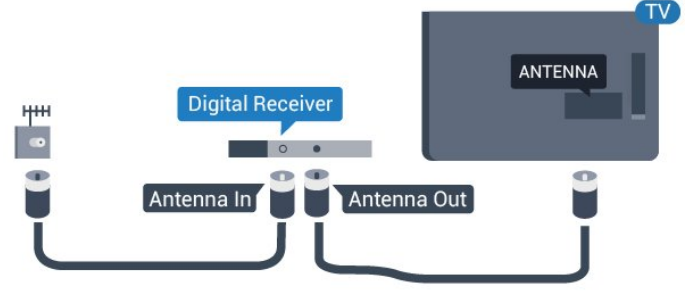 TV
ANTENNA
Digital Receiver
Antenna In
Antenna Out